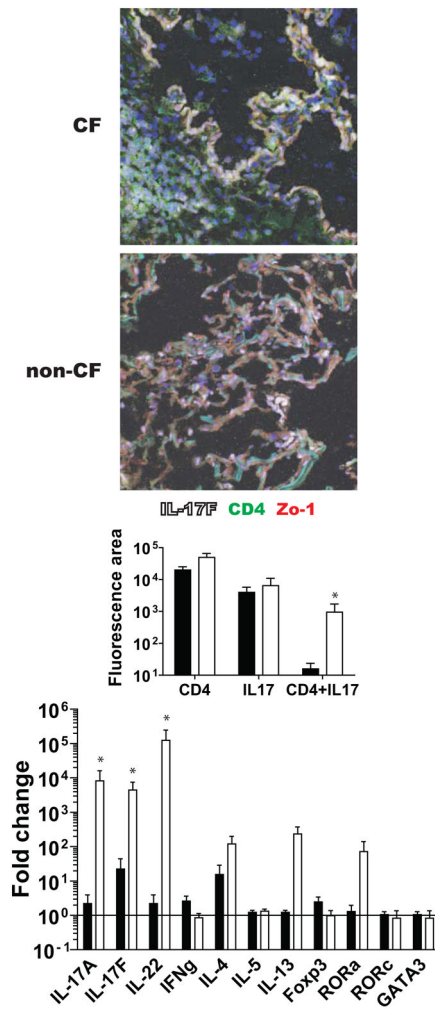 CF
non-CF
IL-17F CD4 Zo-1
Fluorescence area
10^5
10^4
10^3
10^2
10^1
*
CD4 IL17 CD4+IL17
Fold change
10^6
10^5
10^4
10^3
10^2
10^1
10^0
10^-1
* * *
IL-17A IL-17F IL-22 IFNg IL-4 IL-5 IL-13 Foxp3 RORa RORc GATA3